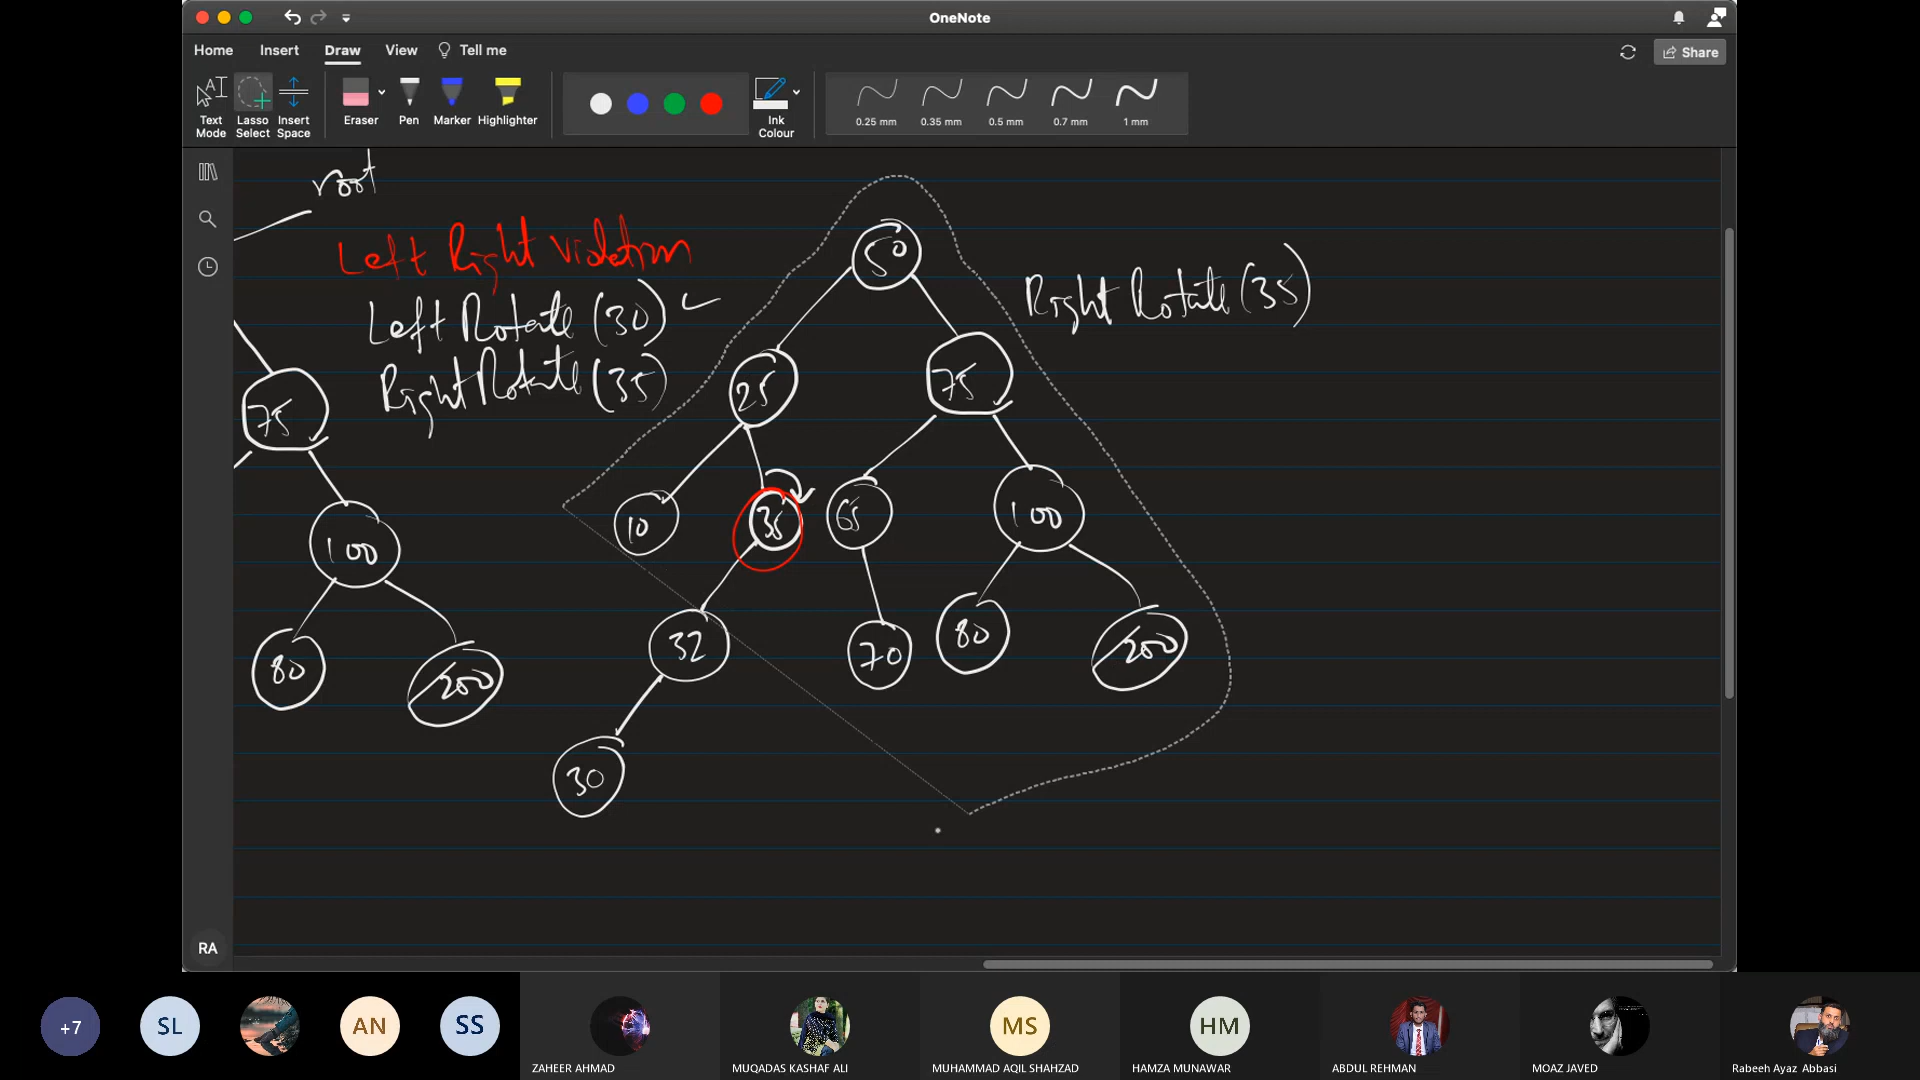 OneNote
Home Insert Draw View Tell me
Share
Text Mode
Lasso Select
Insert Space
Eraser
Pen
Marker
Highlighter
Ink Colour
0.25 mm
0.35 mm
0.5 mm
0.7 mm
1 mm
root
Left Right Violation
Left Rotate (30)
Right Rotate (35)
75
100
80
200
50
Right Rotate (35)
25
75
10
35
65
100
32
70
80
200
30
RA
+7
SL
AN
SS
ZAHEER AHMAD
MUQADAS KASHAF ALI
MS
MUHAMMAD AQIL SHAHZAD
HM
HAMZA MUNAWAR
ABDUL REHMAN
MOAZ JAVED
Rabeeh Ayaz Abbasi